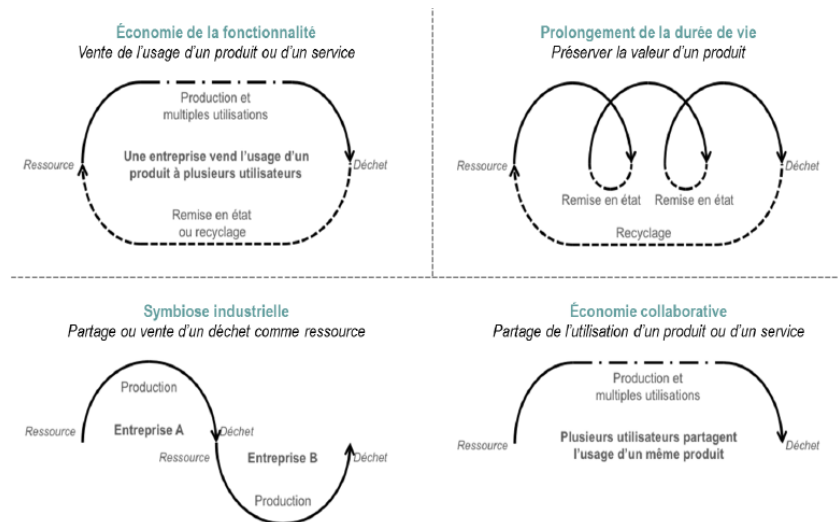 Économie de la fonctionnalité
Vente de l'usage d'un produit ou d'un service
Production et
multiples utilisations
Ressource
Une entreprise vend l'usage d'un
produit à plusieurs utilisateurs
Déchet
Remise en état
ou recyclage
Prolongement de la durée de vie
Préserver la valeur d'un produit
Ressource
Déchet
Remise en état
Remise en état
Recyclage
Symbiose industrielle
Partage ou vente d'un déchet comme ressource
Production
Ressource
Entreprise A
Déchet
Ressource
Entreprise B
Déchet
Production
Économie collaborative
Partage de l'utilisation d'un produit ou d'un service
Production et
multiples utilisations
Ressource
Plusieurs utilisateurs partagent
l'usage d'un même produit
Déchet